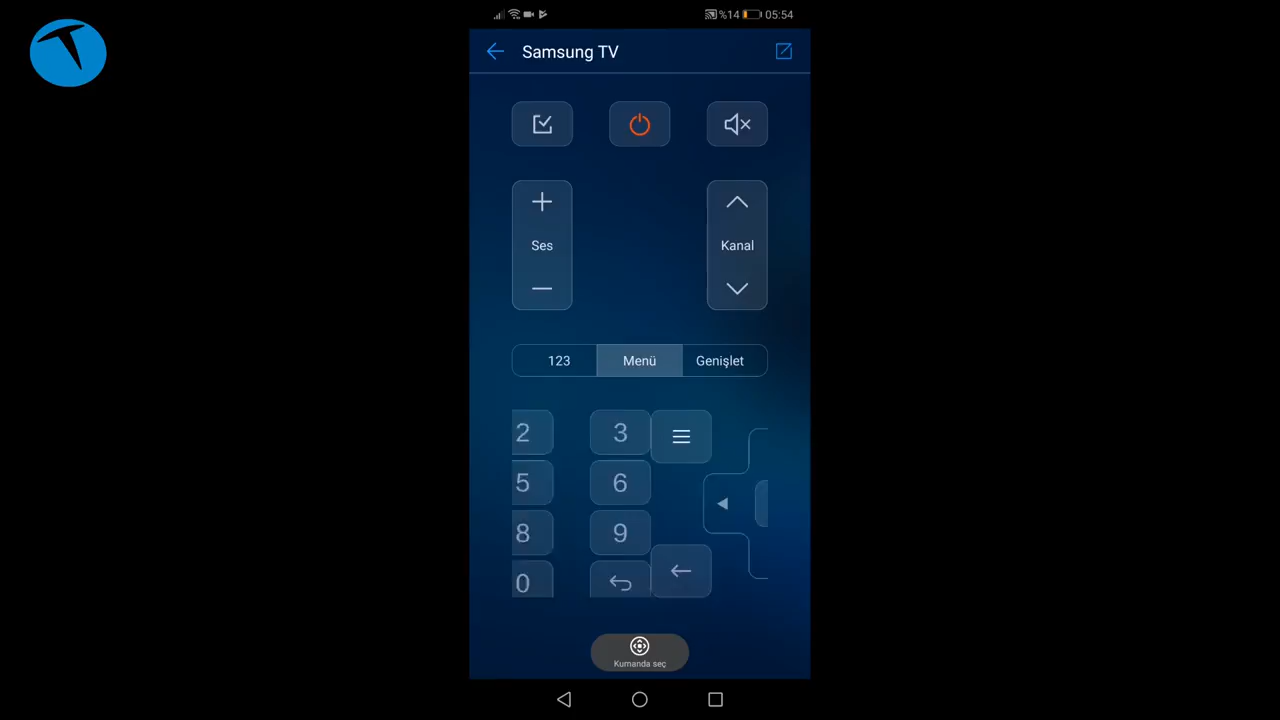 %14 05:54
Samsung TV
Ses
Kanal
123 Menü Genişlet
2 3
5 6
8 9
0
Kumanda seç